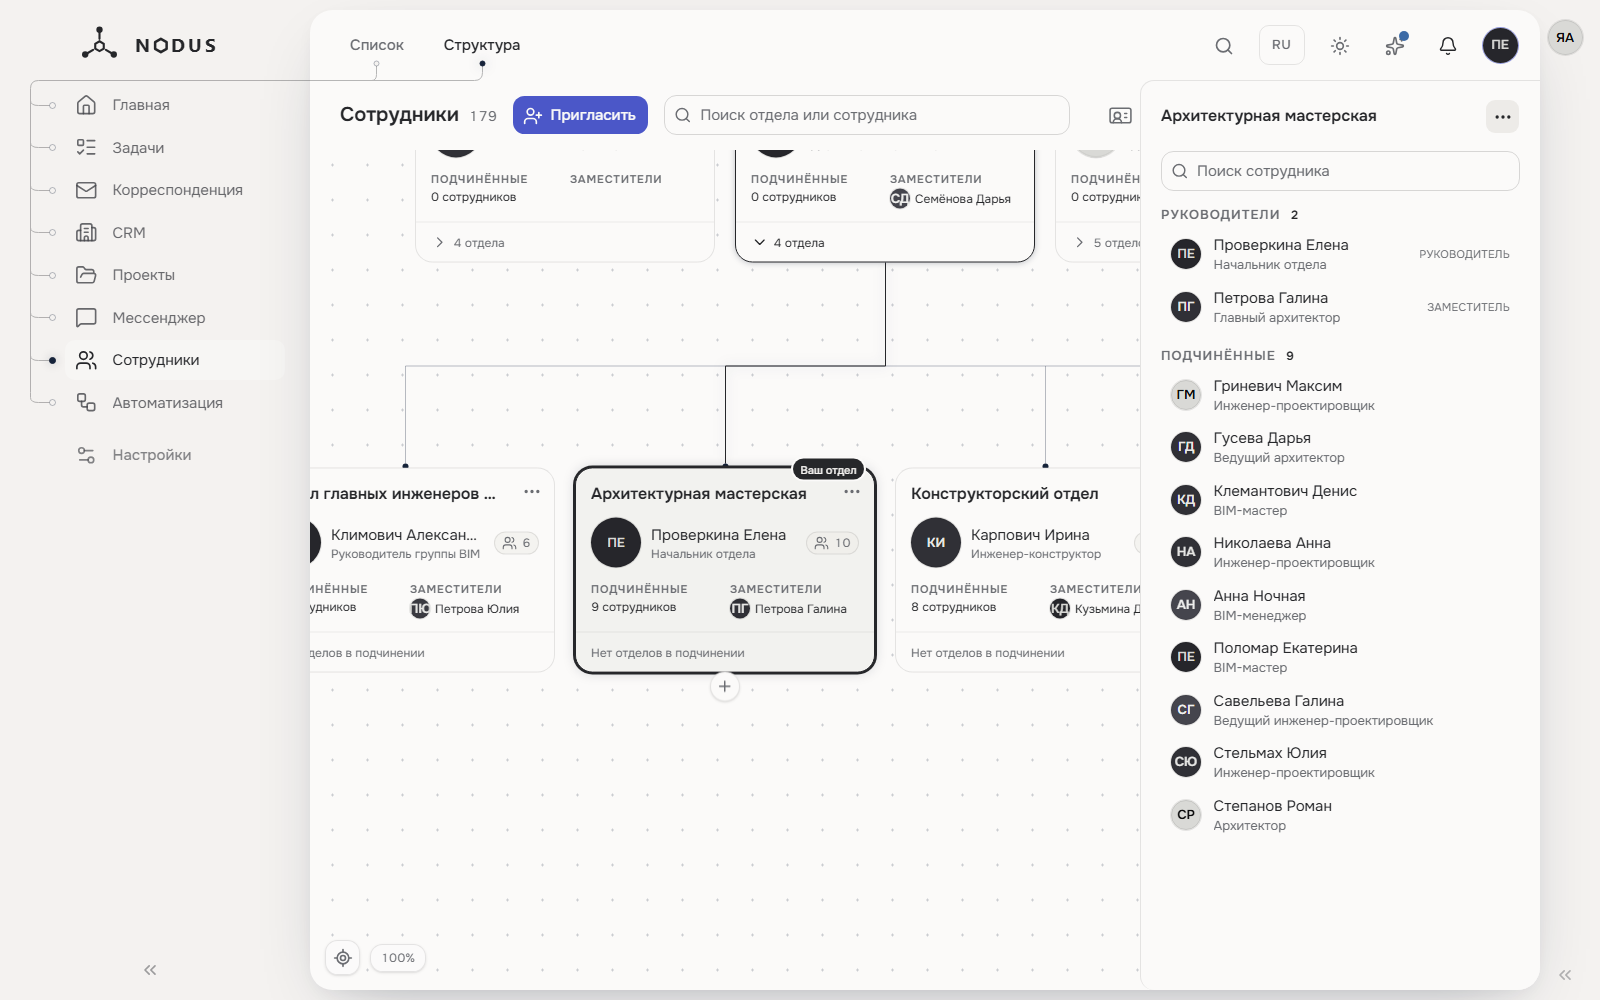 NODUS
Главная
Задачи
Корреспонденция
CRM
Проекты
Мессенджер
Сотрудники
Автоматизация
Настройки
Список
Структура
RU
ПЕ
ЯА
Сотрудники 179
Пригласить
Поиск отдела или сотрудника
ПОДЧИНЁННЫЕ
ЗАМЕСТИТЕЛИ
0 сотрудников
4 отдела
ПОДЧИНЁННЫЕ
ЗАМЕСТИТЕЛИ
0 сотрудников
СД Семёнова Дарья
4 отдела
ПОДЧИНЁН
0 сотрудник
5 отдел
л главных инженеров ...
Климович Алексан...
Руководитель группы BIM
6
ИНЁННЫЕ
ЗАМЕСТИТЕЛИ
удников
ПЮ Петрова Юлия
делов в подчинении
Ваш отдел
Архитектурная мастерская
ПЕ
Проверкина Елена
Начальник отдела
10
ПОДЧИНЁННЫЕ
ЗАМЕСТИТЕЛИ
9 сотрудников
ПГ Петрова Галина
Нет отделов в подчинении
Конструкторский отдел
КИ
Карпович Ирина
Инженер-конструктор
ПОДЧИНЁННЫЕ
ЗАМЕСТИТЕЛИ
8 сотрудников
КД Кузьмина Д
Нет отделов в подчинении
100%
Архитектурная мастерская
Поиск сотрудника
РУКОВОДИТЕЛИ 2
ПЕ
Проверкина Елена
Начальник отдела
РУКОВОДИТЕЛЬ
ПГ
Петрова Галина
Главный архитектор
ЗАМЕСТИТЕЛЬ
ПОДЧИНЁННЫЕ 9
ГМ
Гриневич Максим
Инженер-проектировщик
ГД
Гусева Дарья
Ведущий архитектор
КД
Клемантович Денис
BIM-мастер
НА
Николаева Анна
Инженер-проектировщик
АН
Анна Ночная
BIM-менеджер
ПЕ
Поломар Екатерина
BIM-мастер
СГ
Савельева Галина
Ведущий инженер-проектировщик
СЮ
Стельмах Юлия
Инженер-проектировщик
СР
Степанов Роман
Архитектор